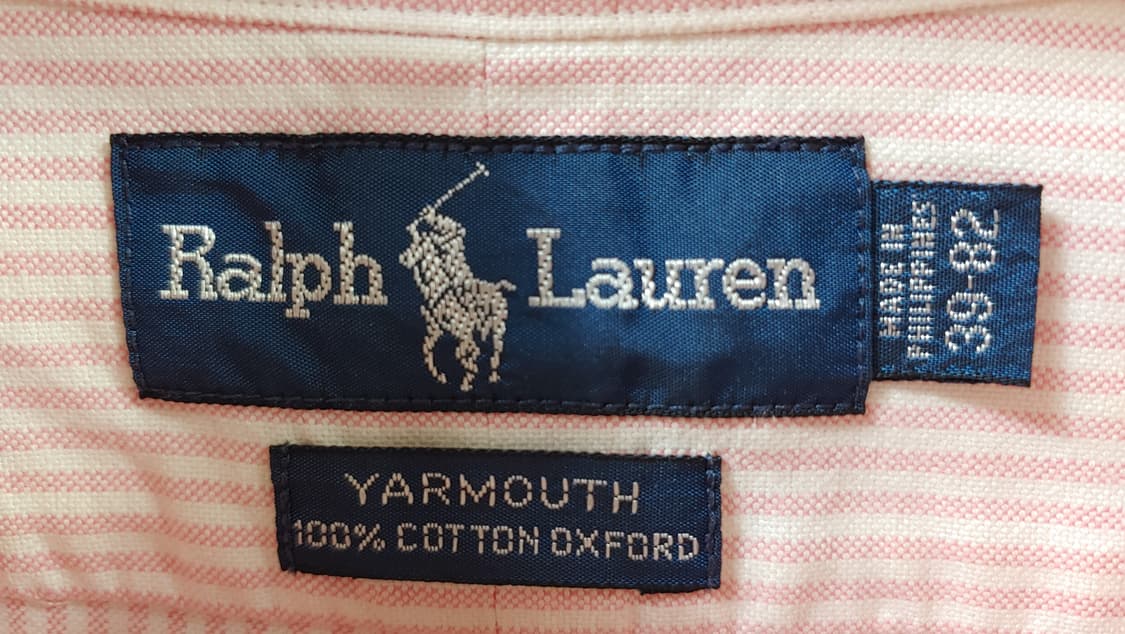 Ralph Lauren
MADE IN
PHILIPPINES
39-82
YARMOUTH
100% COTTON OXFORD